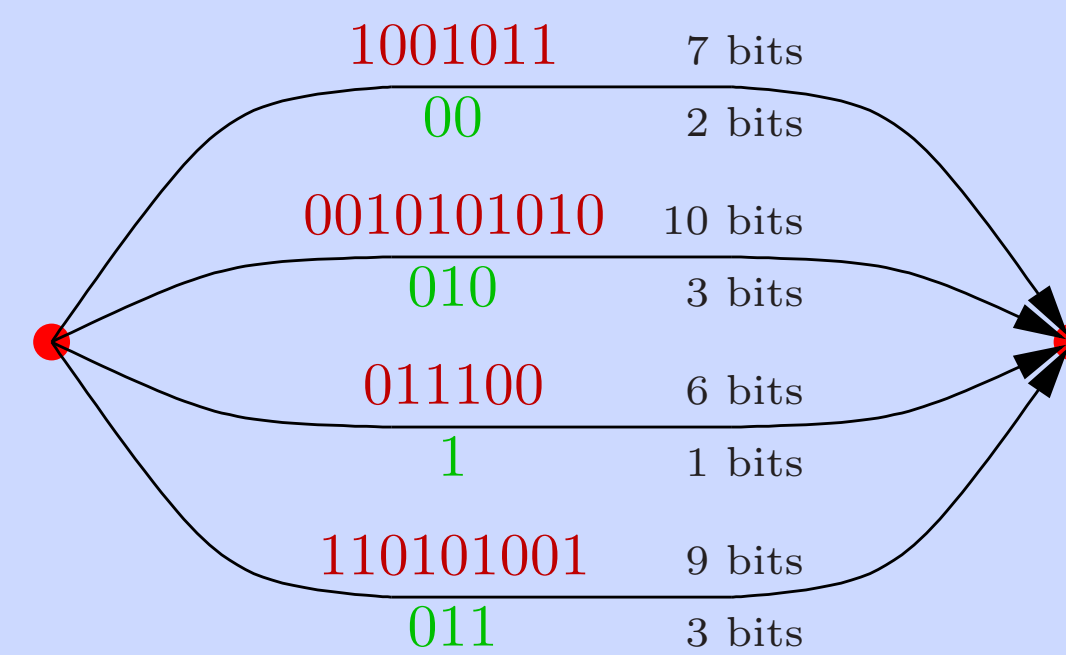 1001011 7 bits
00 2 bits
0010101010 10 bits
010 3 bits
011100 6 bits
1 1 bits
110101001 9 bits
011 3 bits